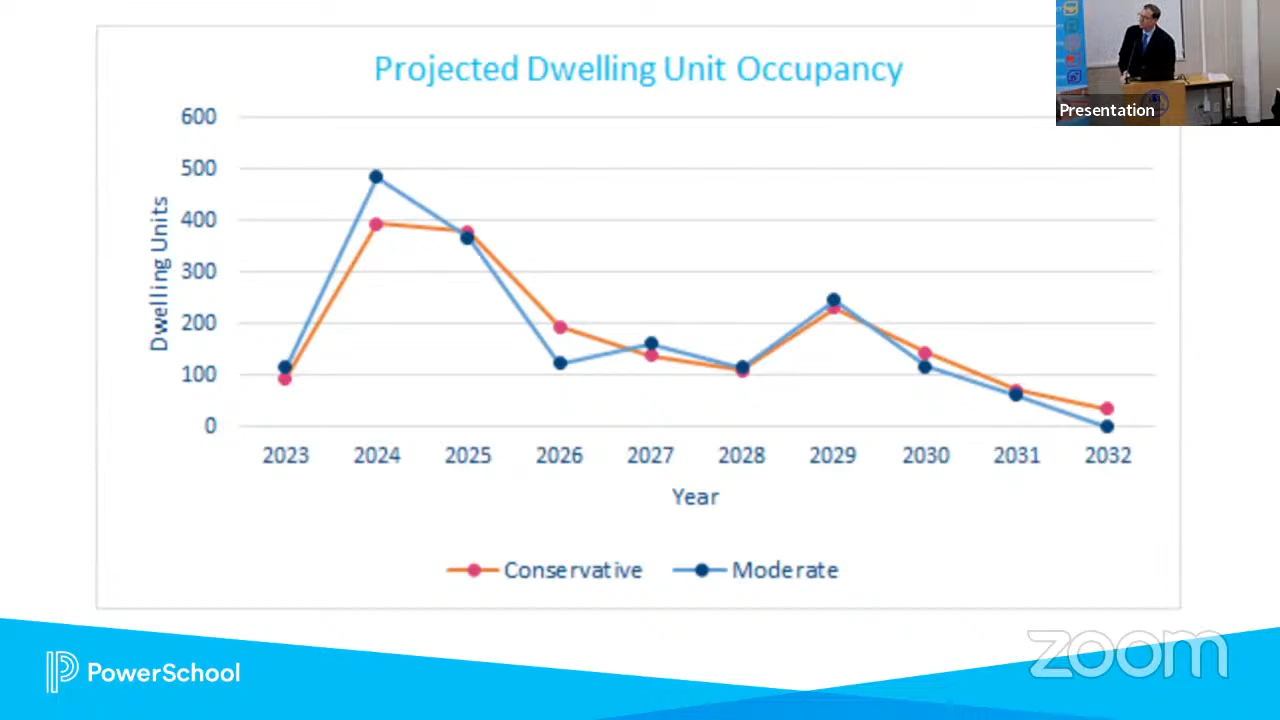 Projected Dwelling Unit Occupancy
Presentation
600
500
400
300
200
100
0
Dwelling Units
2023 2024 2025 2026 2027 2028 2029 2030 2031 2032
Year
Conservative Moderate
PowerSchool
zoom